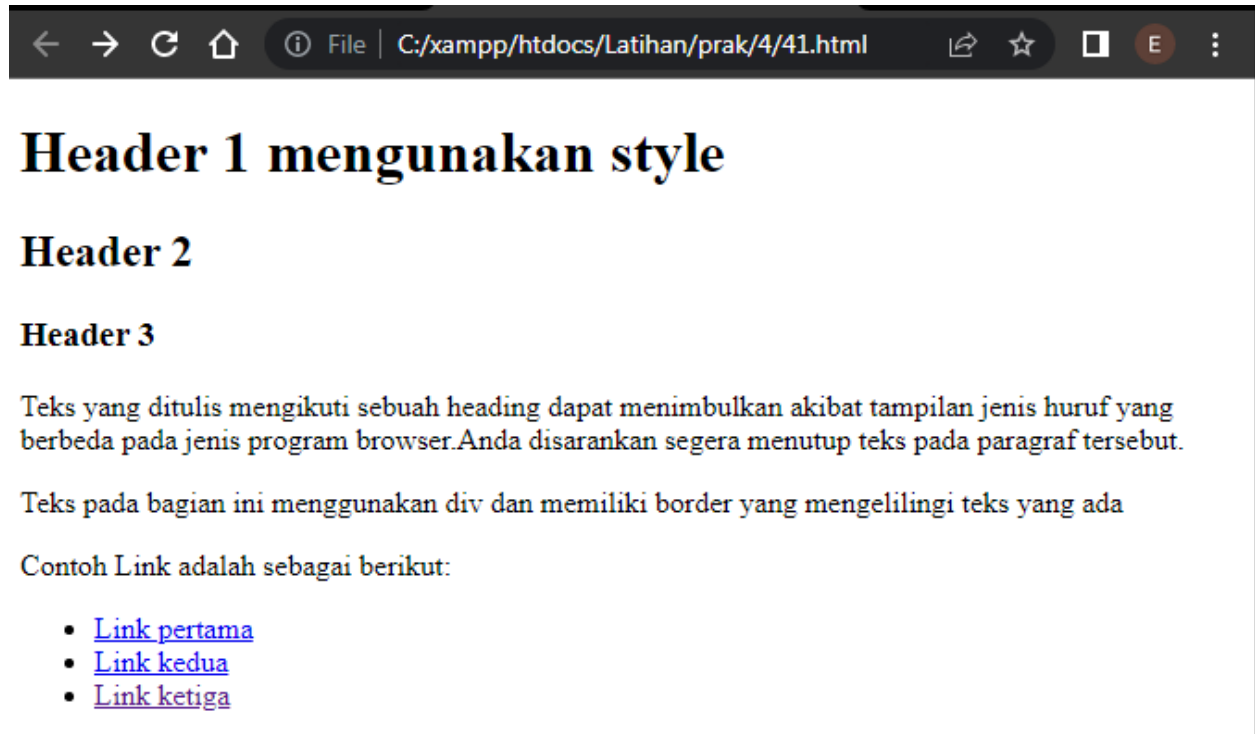 File | C:/xampp/htdocs/Latihan/prak/4/41.html E
Header 1 mengunakan style
Header 2
Header 3
Teks yang ditulis mengikuti sebuah heading dapat menimbulkan akibat tampilan jenis huruf yang
berbeda pada jenis program browser.Anda disarankan segera menutup teks pada paragraf tersebut.
Teks pada bagian ini menggunakan div dan memiliki border yang mengelilingi teks yang ada
Contoh Link adalah sebagai berikut:
• Link pertama
• Link kedua
• Link ketiga